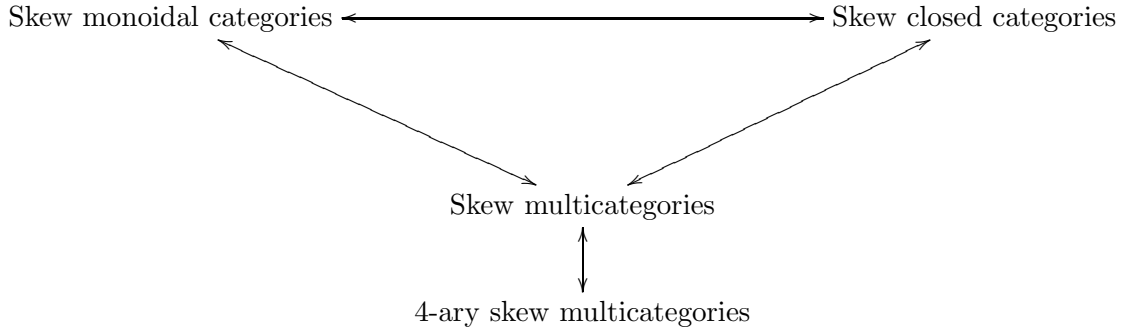 Skew monoidal categories
Skew closed categories
Skew multicategories
4-ary skew multicategories